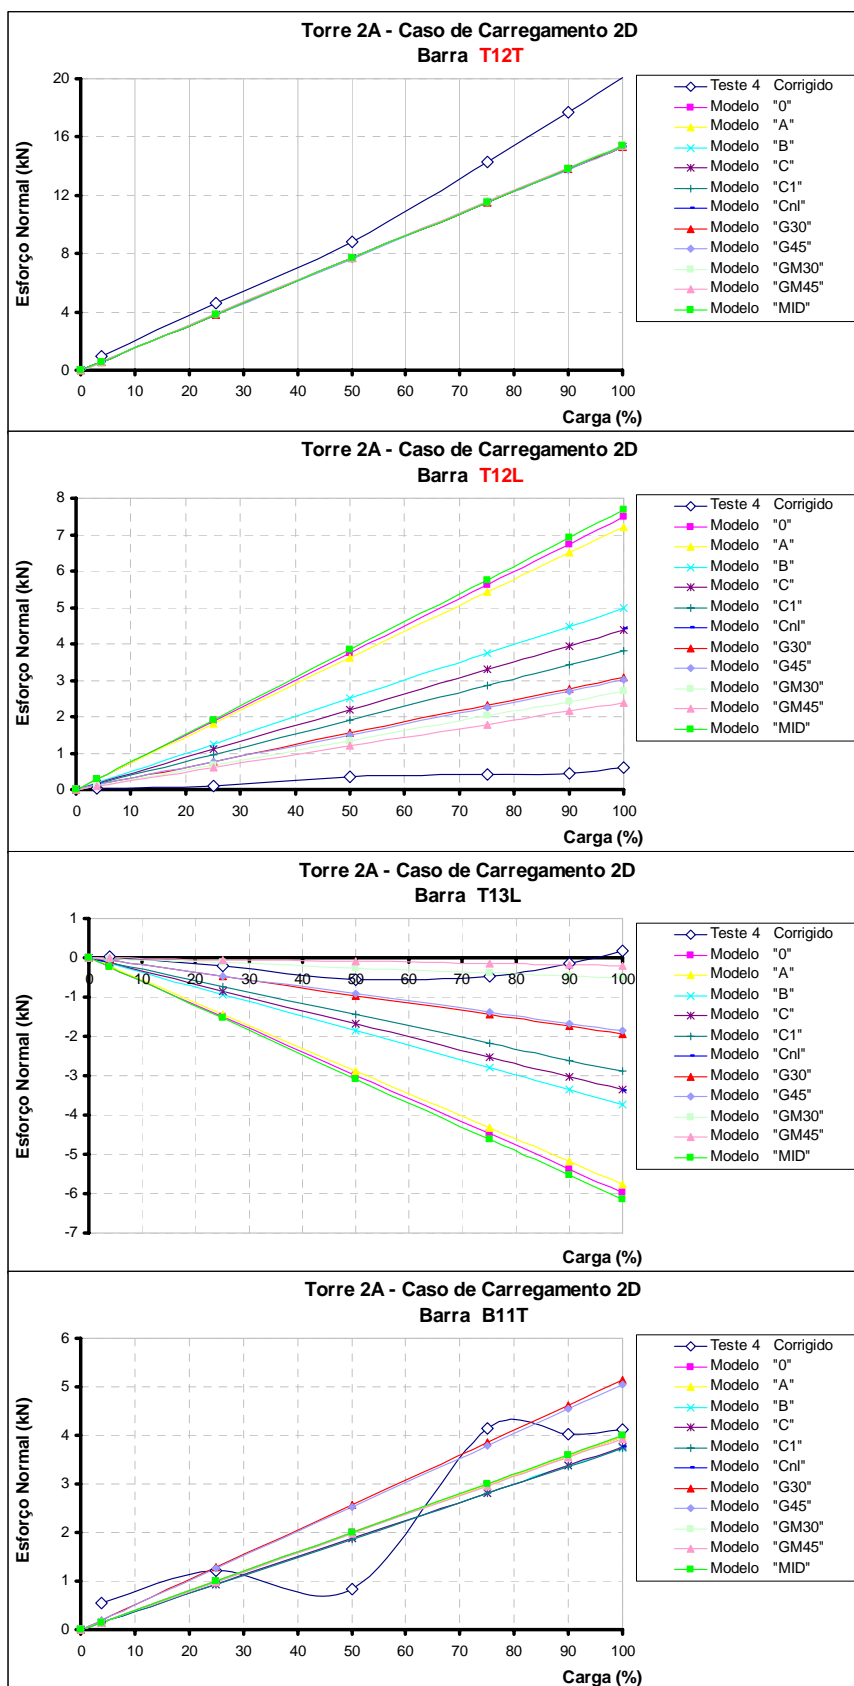 Torre 2A - Caso de Carregamento 2D
Barra T12T
Esforço Normal (kN)
20
16
12
8
4
0
0 10 20 30 40 50 60 70 80 90 100
Carga (%)
Teste 4 Corrigido
Modelo "0"
Modelo "A"
Modelo "B"
Modelo "C"
Modelo "C1"
Modelo "Cnl"
Modelo "G30"
Modelo "G45"
Modelo "GM30"
Modelo "GM45"
Modelo "MID"
Torre 2A - Caso de Carregamento 2D
Barra T12L
Esforço Normal (kN)
8
7
6
5
4
3
2
1
0
0 10 20 30 40 50 60 70 80 90 100
Carga (%)
Teste 4 Corrigido
Modelo "0"
Modelo "A"
Modelo "B"
Modelo "C"
Modelo "C1"
Modelo "Cnl"
Modelo "G30"
Modelo "G45"
Modelo "GM30"
Modelo "GM45"
Modelo "MID"
Torre 2A - Caso de Carregamento 2D
Barra T13L
Esforço Normal (kN)
1
0
-1
-2
-3
-4
-5
-6
-7
0 10 20 30 40 50 60 70 80 90 100
Carga (%)
Teste 4 Corrigido
Modelo "0"
Modelo "A"
Modelo "B"
Modelo "C"
Modelo "C1"
Modelo "Cnl"
Modelo "G30"
Modelo "G45"
Modelo "GM30"
Modelo "GM45"
Modelo "MID"
Torre 2A - Caso de Carregamento 2D
Barra B11T
Esforço Normal (kN)
6
5
4
3
2
1
0
0 10 20 30 40 50 60 70 80 90 100
Carga (%)
Teste 4 Corrigido
Modelo "0"
Modelo "A"
Modelo "B"
Modelo "C"
Modelo "C1"
Modelo "Cnl"
Modelo "G30"
Modelo "G45"
Modelo "GM30"
Modelo "GM45"
Modelo "MID"